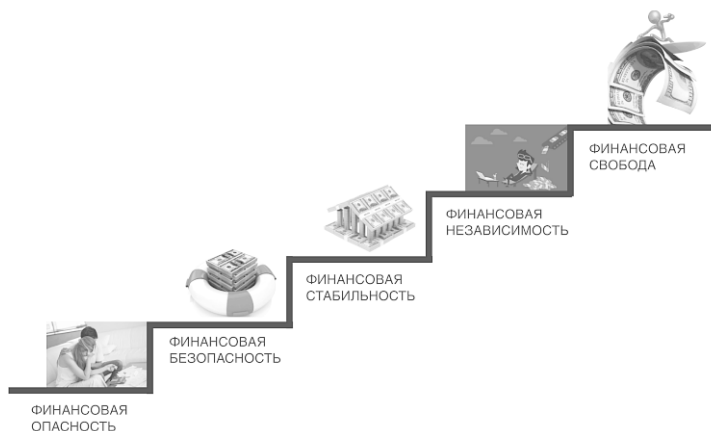 ФИНАНСОВАЯ
СВОБОДА
ФИНАНСОВАЯ
НЕЗАВИСИМОСТЬ
ФИНАНСОВАЯ
СТАБИЛЬНОСТЬ
ФИНАНСОВАЯ
БЕЗОПАСНОСТЬ
ФИНАНСОВАЯ
ОПАСНОСТЬ